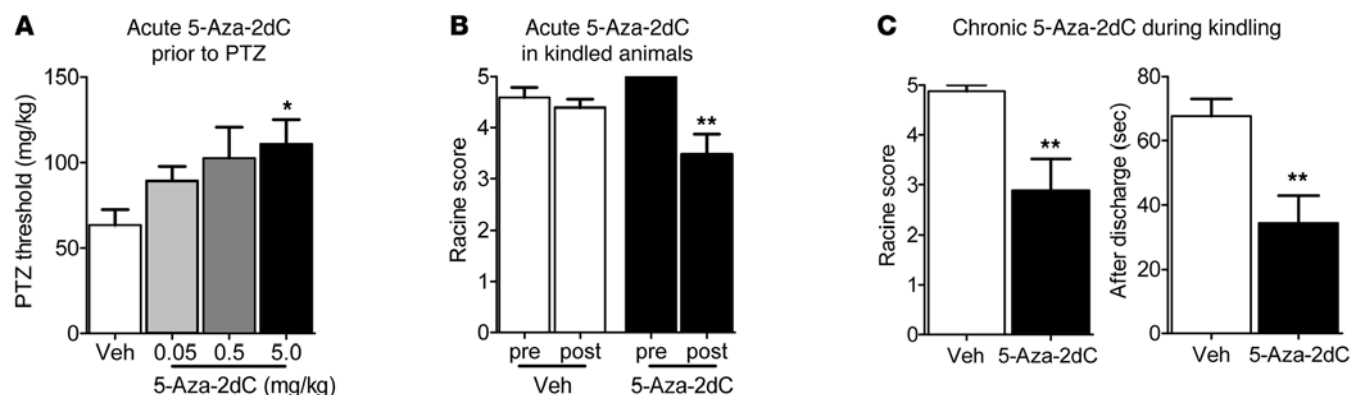 A
Acute 5-Aza-2dC
prior to PTZ
PTZ threshold (mg/kg)
150
100
50
0
*
Veh
0.05
0.5
5.0
5-Aza-2dC (mg/kg)
B
Acute 5-Aza-2dC
in kindled animals
Racine score
5
4
3
2
1
0
**
pre
post
pre
post
Veh
5-Aza-2dC
C
Chronic 5-Aza-2dC during kindling
Racine score
5
4
3
2
1
0
**
Veh
5-Aza-2dC
After discharge (sec)
80
60
40
20
0
**
Veh
5-Aza-2dC